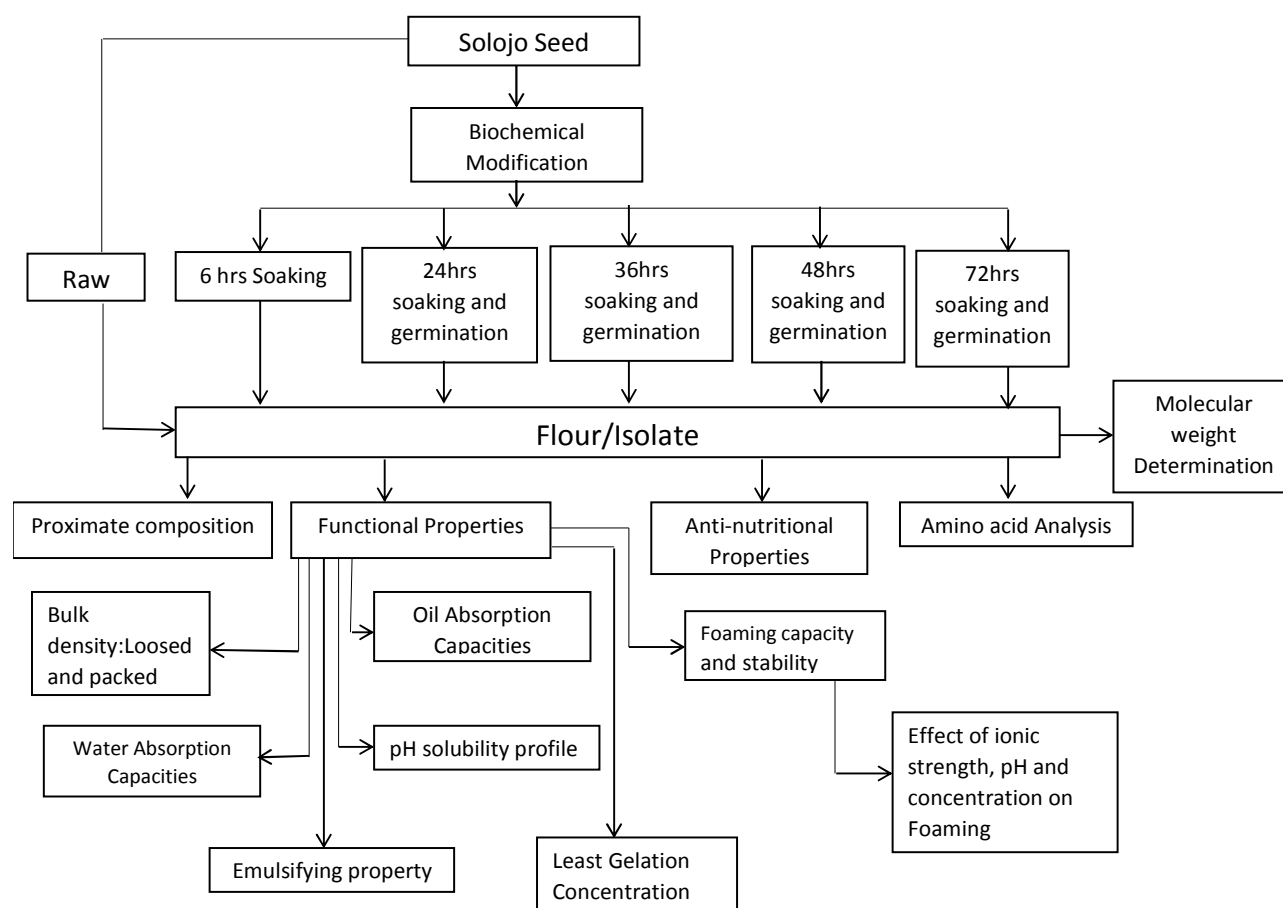 Solojo Seed
Biochemical
Modification
Raw
6 hrs Soaking
24hrs
soaking and
germination
36hrs
soaking and
germination
48hrs
soaking and
germination
72hrs
soaking and
germination
Flour/Isolate
Molecular
weight
Determination
Proximate composition
Functional Properties
Anti-nutritional
Properties
Amino acid Analysis
Bulk
density:Loosed
and packed
Oil Absorption
Capacities
Foaming capacity
and stability
Water Absorption
Capacities
pH solubility profile
Effect of ionic
strength, pH and
concentration on
Foaming
Emulsifying property
Least Gelation
Concentration